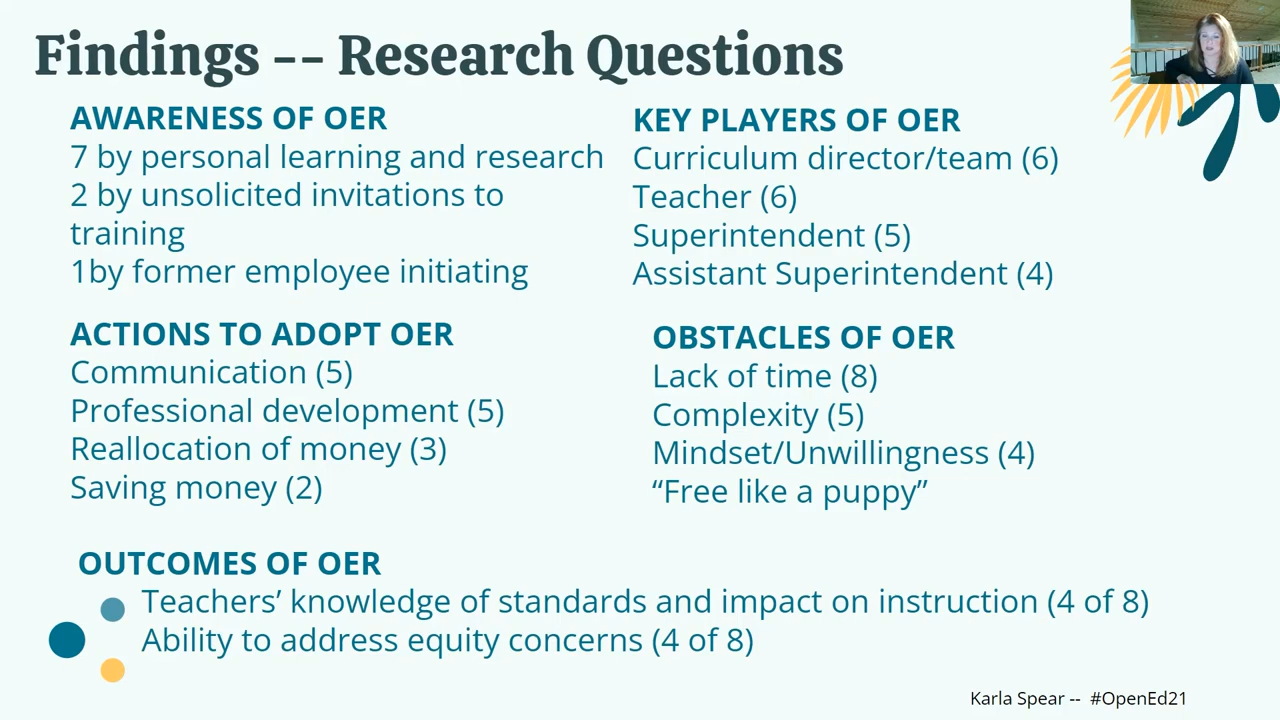 Findings -- Research Questions
AWARENESS OF OER
7 by personal learning and research
2 by unsolicited invitations to
training
1by former employee initiating
KEY PLAYERS OF OER
Curriculum director/team (6)
Teacher (6)
Superintendent (5)
Assistant Superintendent (4)
ACTIONS TO ADOPT OER
Communication (5)
Professional development (5)
Reallocation of money (3)
Saving money (2)
OBSTACLES OF OER
Lack of time (8)
Complexity (5)
Mindset/Unwillingness (4)
“Free like a puppy”
OUTCOMES OF OER
Teachers’ knowledge of standards and impact on instruction (4 of 8)
Ability to address equity concerns (4 of 8)
Karla Spear -- #OpenEd21